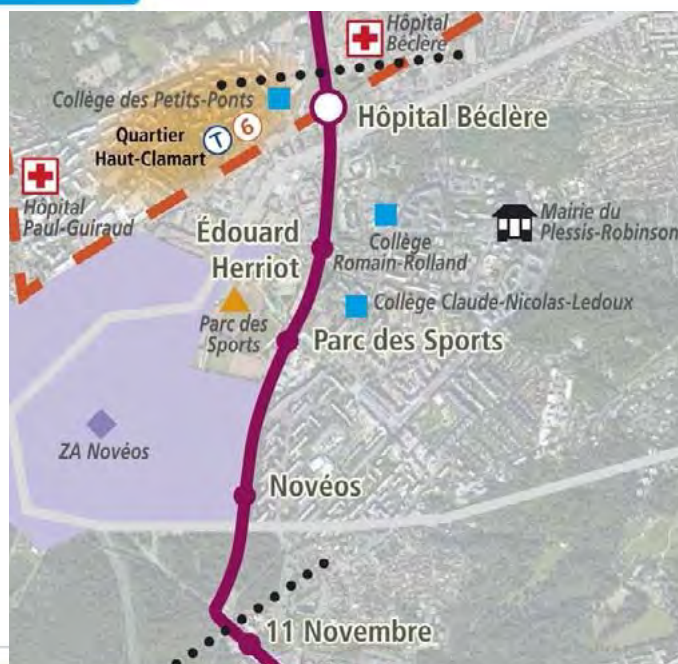 Hôpital
Béclère
Collège des Petits-Ponts
Hôpital Béclère
Quartier
Haut-Clamart
T
6
Hôpital
Paul-Guiraud
Mairie du
Plessis-Robinson
Édouard
Herriot
Collège
Romain-Rolland
Parc des
Sports
Collège Claude-Nicolas-Ledoux
Parc des Sports
ZA Novéos
Novéos
11 Novembre